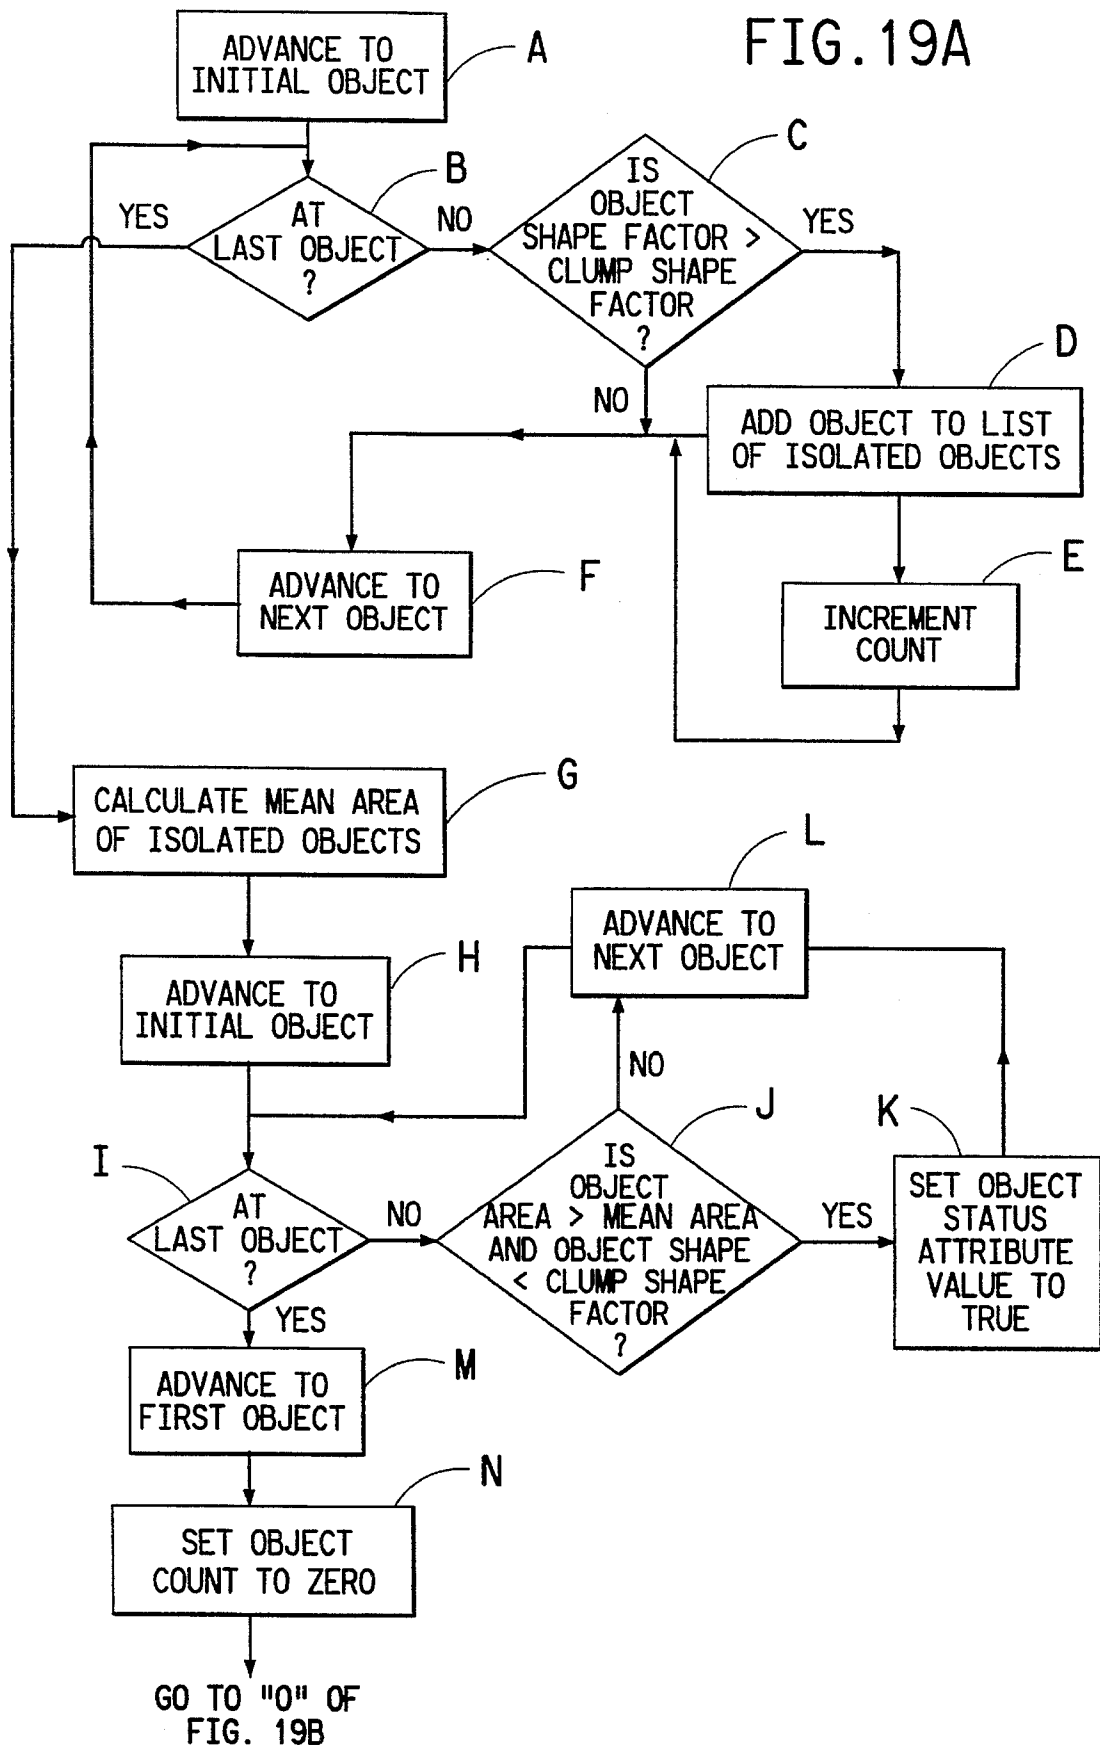 FIG. 19A
ADVANCE TO
INITIAL OBJECT
A
AT
LAST OBJECT
?
B
YES
NO
IS
OBJECT
SHAPE FACTOR >
CLUMP SHAPE
FACTOR
?
C
YES
NO
ADD OBJECT TO LIST
OF ISOLATED OBJECTS
D
INCREMENT
COUNT
E
ADVANCE TO
NEXT OBJECT
F
CALCULATE MEAN AREA
OF ISOLATED OBJECTS
G
ADVANCE TO
INITIAL OBJECT
H
AT
LAST OBJECT
?
I
NO
YES
IS
OBJECT
AREA > MEAN AREA
AND OBJECT SHAPE
< CLUMP SHAPE
FACTOR
?
J
NO
YES
SET OBJECT
STATUS
ATTRIBUTE
VALUE TO
TRUE
K
ADVANCE TO
NEXT OBJECT
L
ADVANCE TO
FIRST OBJECT
M
SET OBJECT
COUNT TO ZERO
N
GO TO "O" OF
FIG. 19B